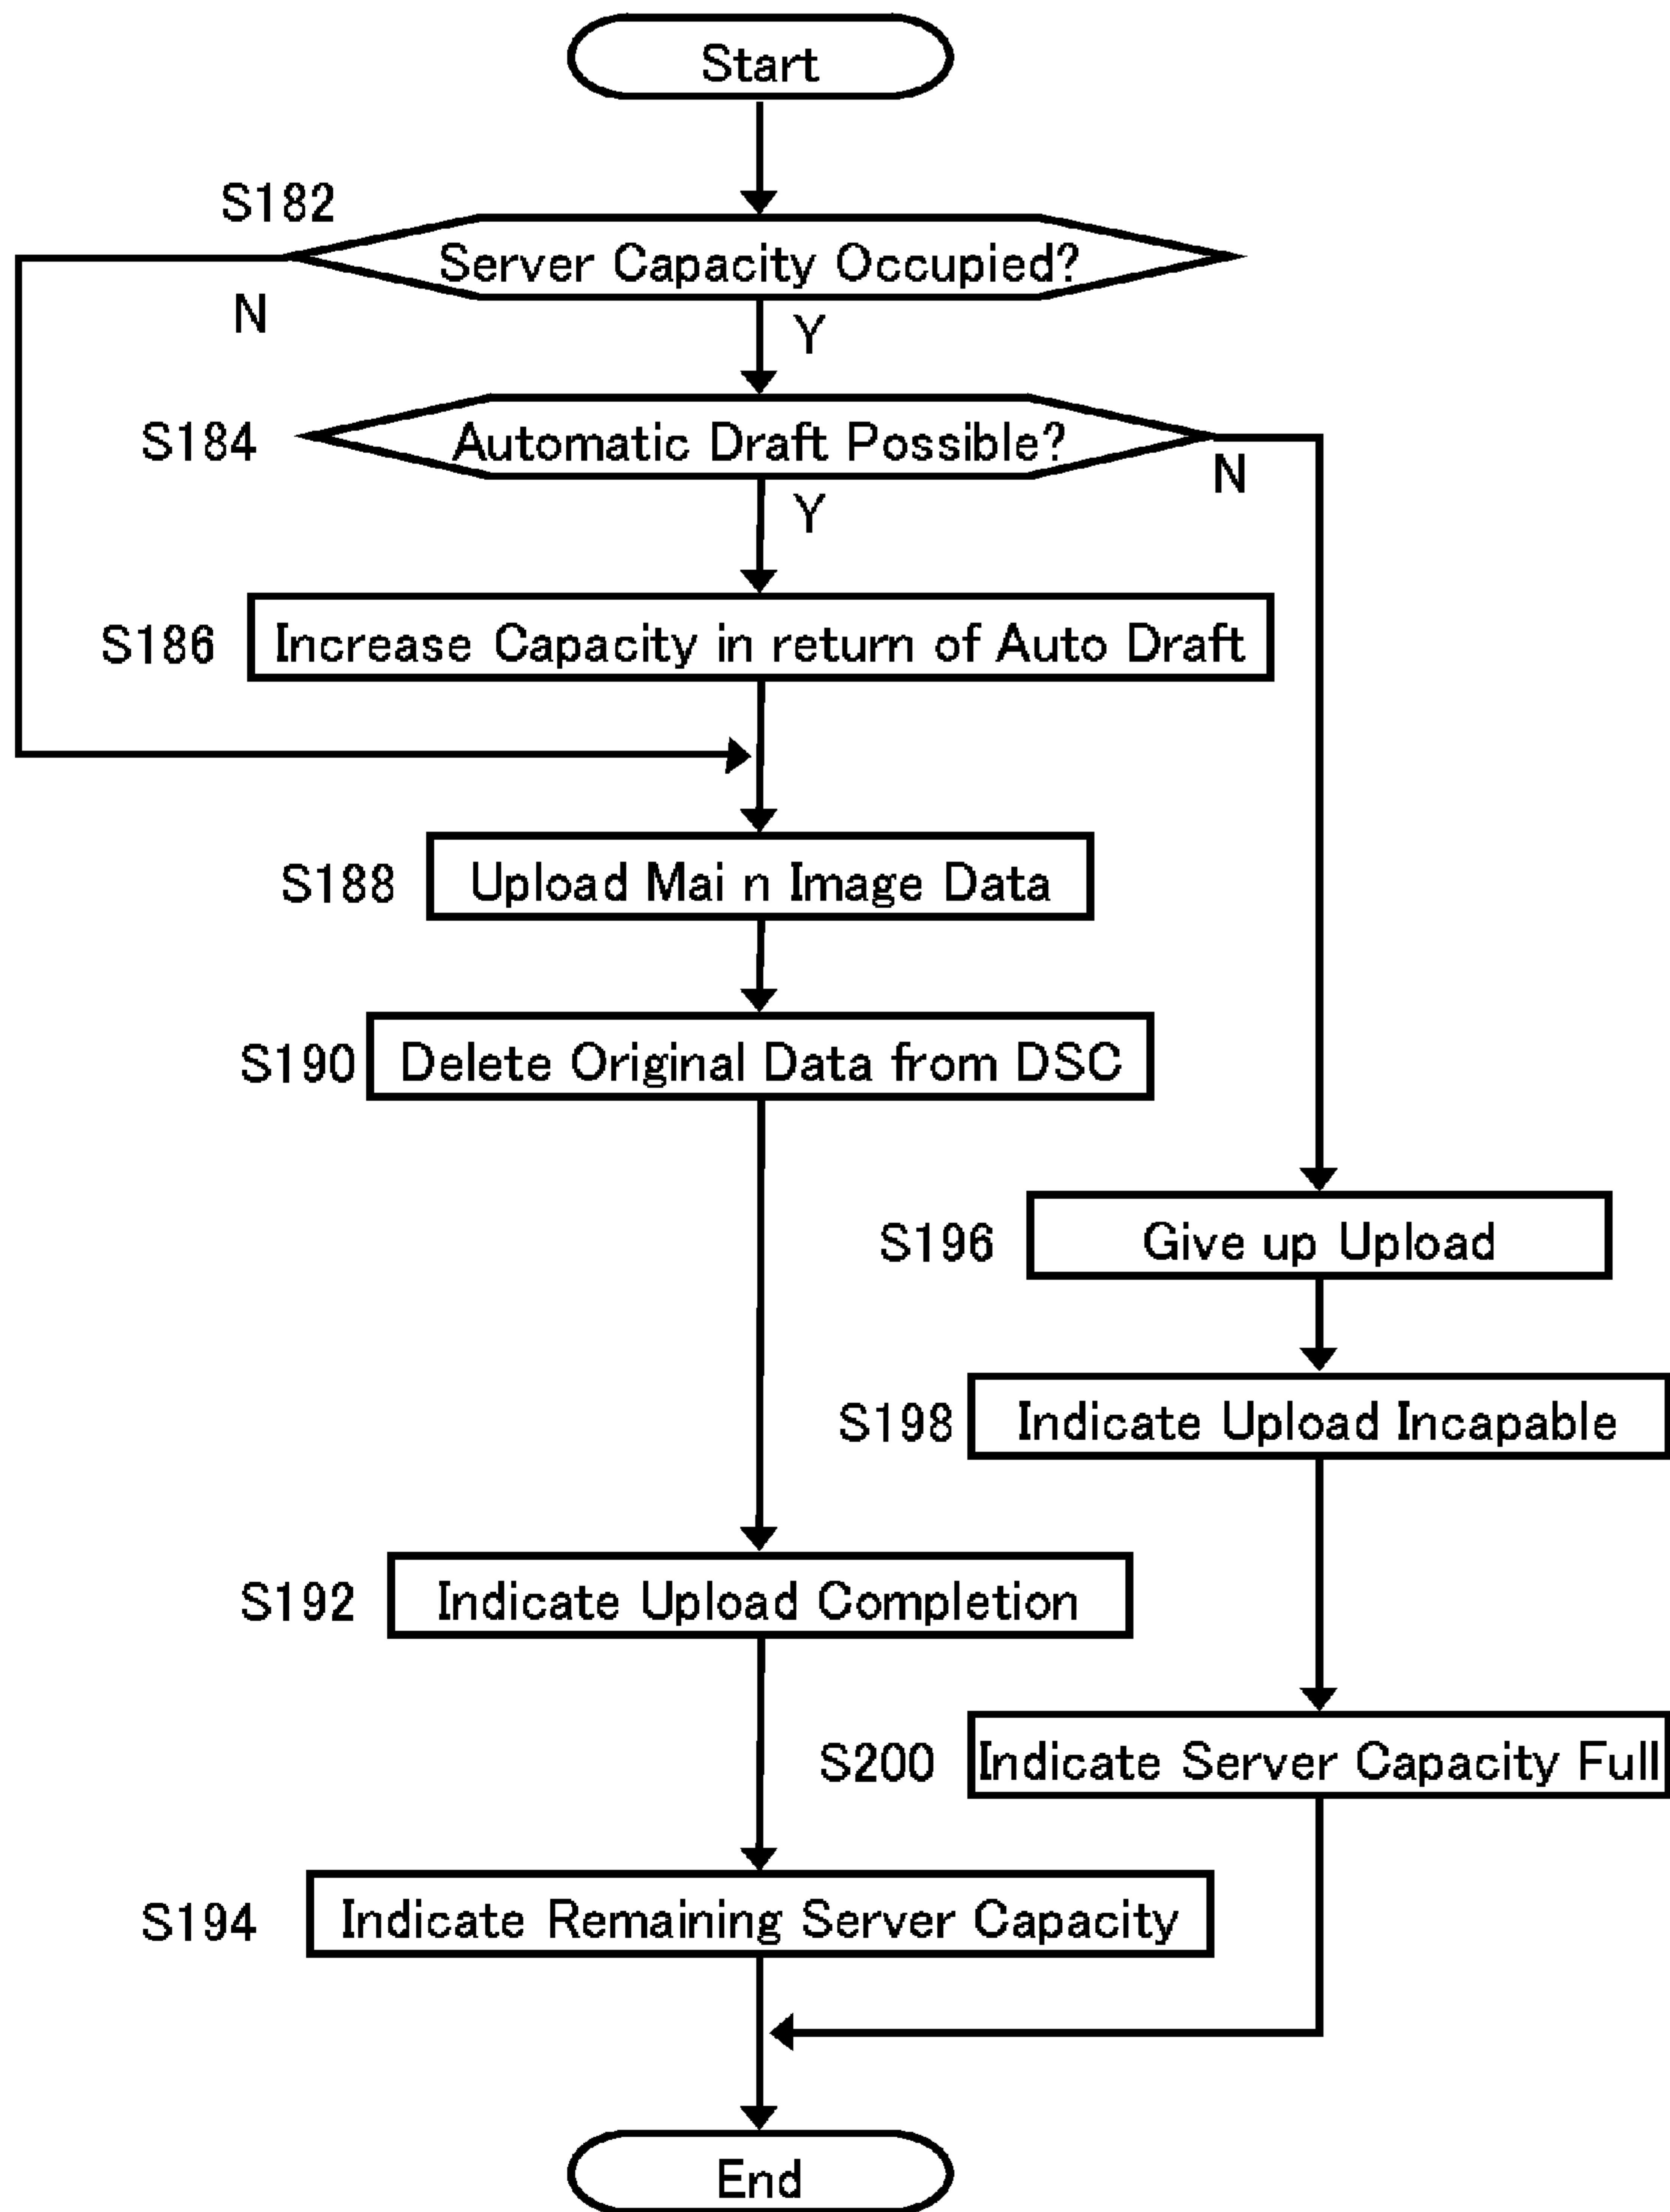 Start
S182
Server Capacity Occupied?
N
Y
S184
Automatic Draft Possible?
N
Y
S186
Increase Capacity in return of Auto Draft
S188
Upload Mai n Image Data
S190
Delete Original Data from DSC
S196
Give up Upload
S198
Indicate Upload Incapable
S192
Indicate Upload Completion
S200
Indicate Server Capacity Full
S194
Indicate Remaining Server Capacity
End